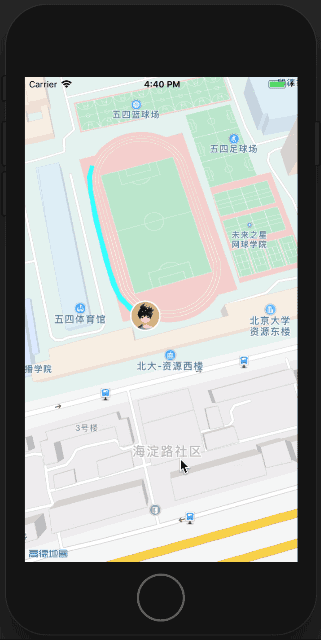 Carrier
4:40 PM
五四篮球场
五四足球场
未来之星
网球学院
五四体育馆
北京大学
资源东楼
北大-资源西楼
播学院
3号楼
海淀路社区
高德地图